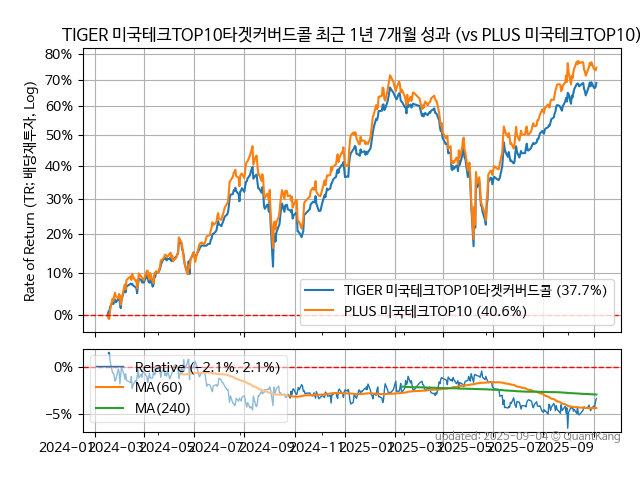 TIGER 미국테크TOP10타겟커버드콜 최근 1년 7개월 성과 (vs PLUS 미국테크TOP10)
Rate of Return (TR: 배당재투자, Log)
80%
70%
60%
50%
40%
30%
20%
10%
0%
TIGER 미국테크TOP10타겟커버드콜 (37.7%)
PLUS 미국테크TOP10 (40.6%)
0%
−5%
Relative (−2.1%, 2.1%)
MA(60)
MA(240)
2024-01 2024-03 2024-05 2024-07 2024-09 2024-11 2025-01 2025-03 2025-05 2025-07 2025-09
updated: 2025-09-04 © QuantKang